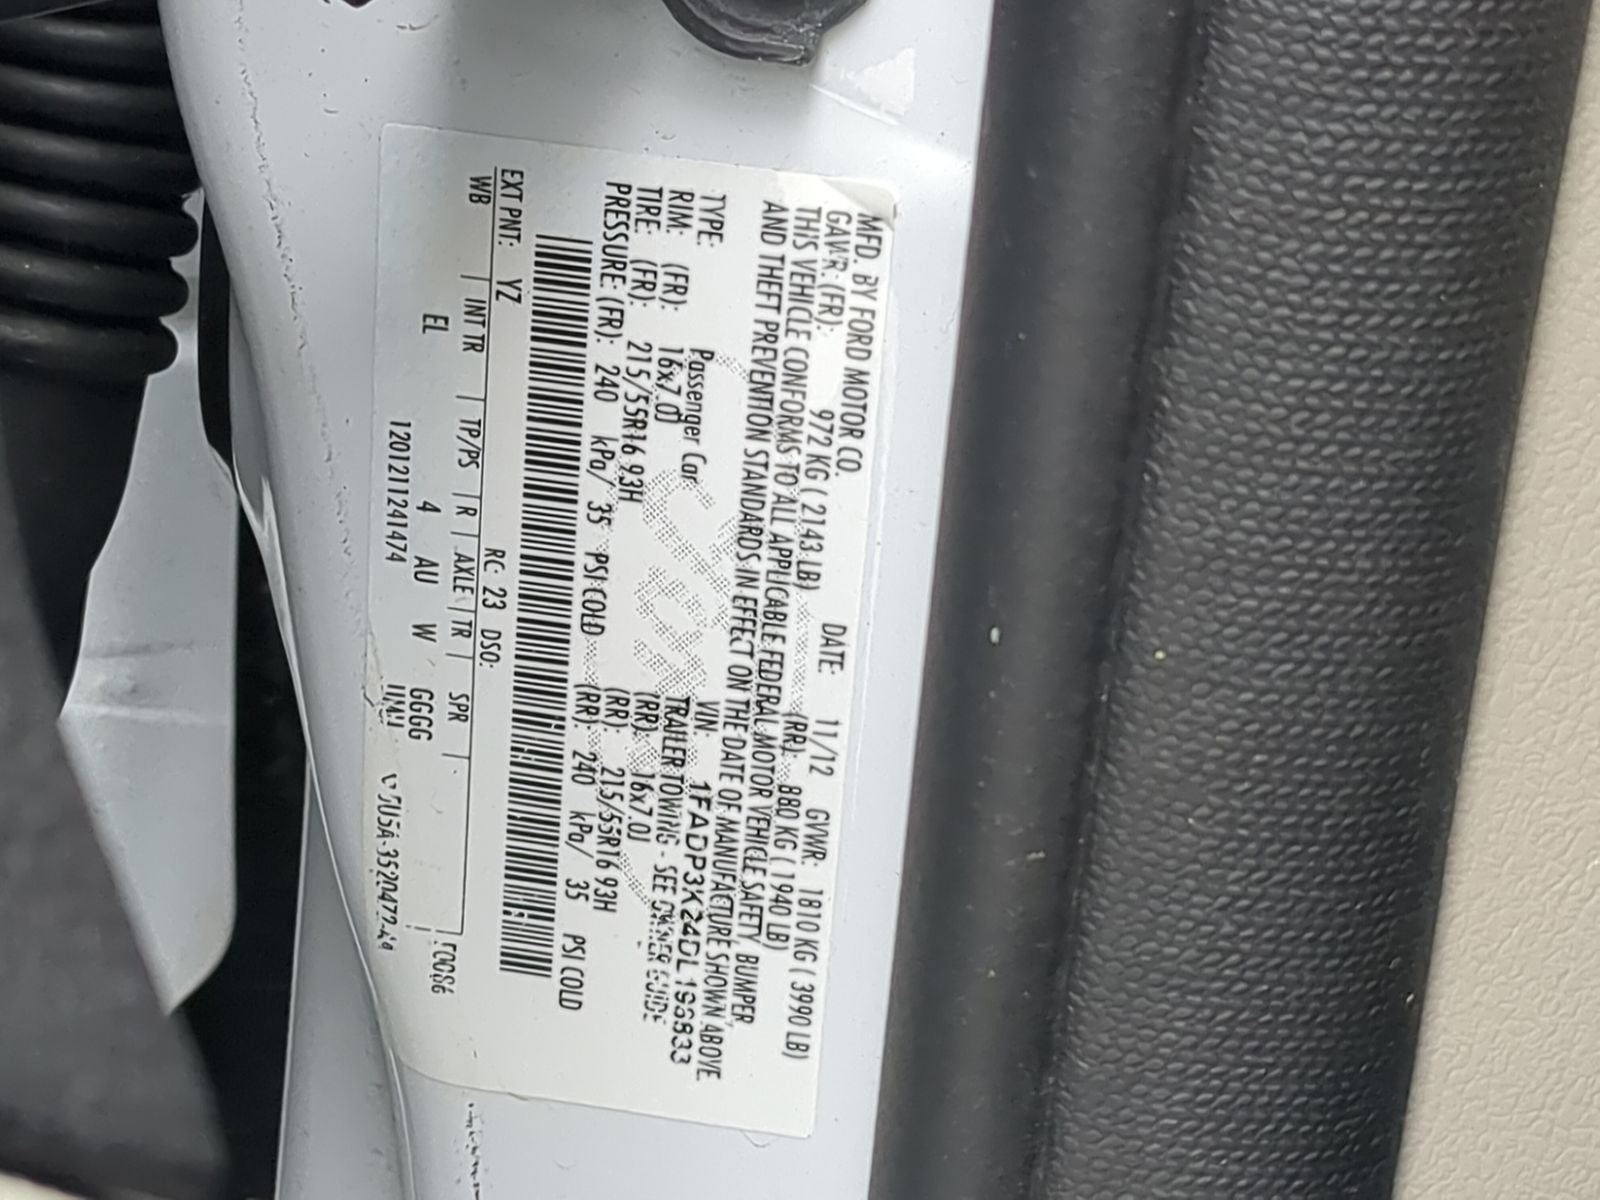 MFD. BY FORD MOTOR CO.
DATE: 11/12 GVWR: 1810 KG ( 3990 LB)
GAWR: (FR): 972 KG ( 2143 LB) (RR): 880 KG ( 1940 LB)
THIS VEHICLE CONFORMS TO ALL APPLICABLE FEDERAL MOTOR VEHICLE SAFETY, BUMPER,
AND THEFT PREVENTION STANDARDS IN EFFECT ON THE DATE OF MANUFACTURE SHOWN ABOVE.
VIN:
TYPE: Passenger Car TRAILER TOWING - SEE OWNER GUIDE
RIM: (FR): 16x7.0J (RR): 16x7.0J
TIRE: (FR): 215/55R16 93H (RR): 215/55R16 93H
PRESSURE: (FR): 240 kPa/ 35 PSI COLD (RR): 240 kPa/ 35 PSI COLD
EXT PNT: YZ RC: 23 DSO:
WB INT TR TP/PS R AXLE TR SPR
EL 4 AU W GGGG
1201211241474